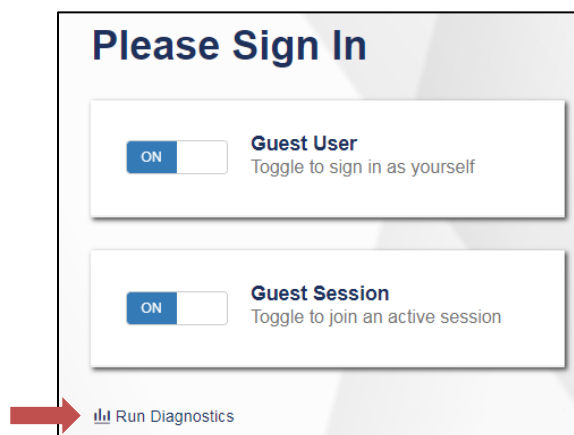 Please Sign In
ON
Guest User
Toggle to sign in as yourself
ON
Guest Session
Toggle to join an active session
Run Diagnostics